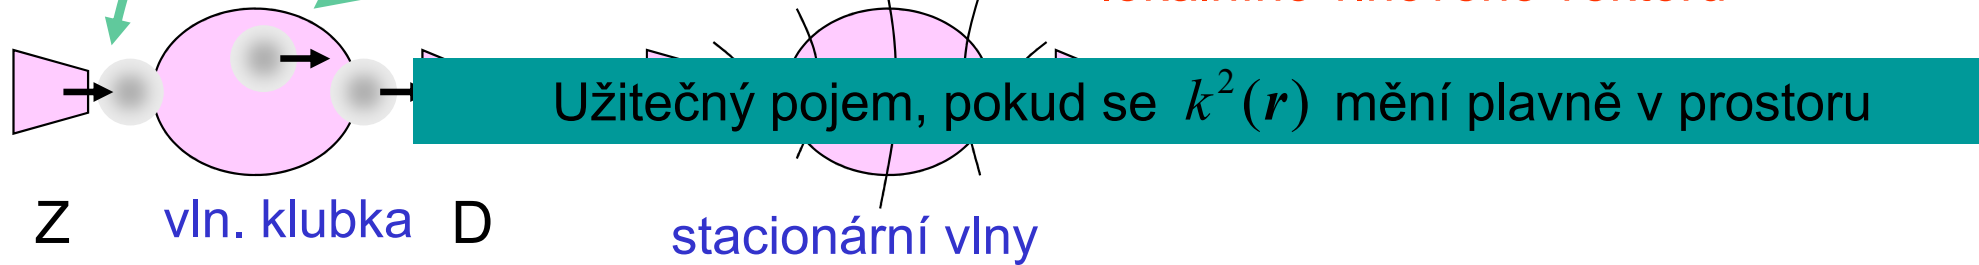 Užitečný pojem, pokud se k²(r) mění plavně v prostoru
Z vln. klubka D
stacionární vlny